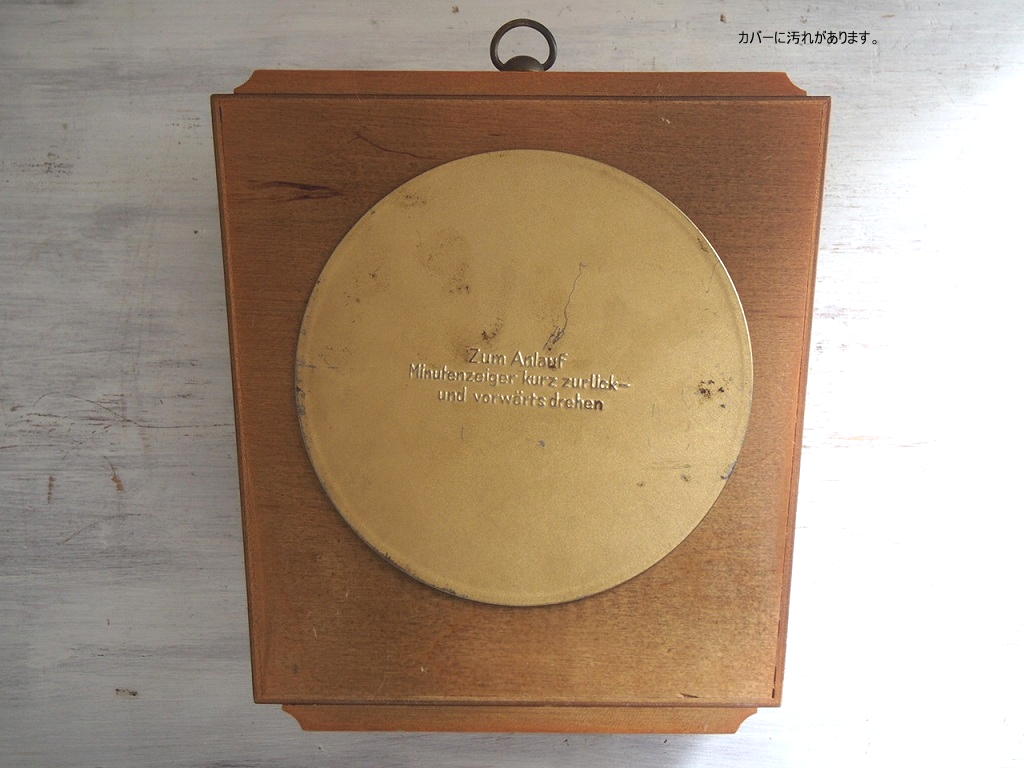 カバーに汚れがあります。
Zum Anlauf
Minutenzeiger kurz zurück-
und vorwärts drehen